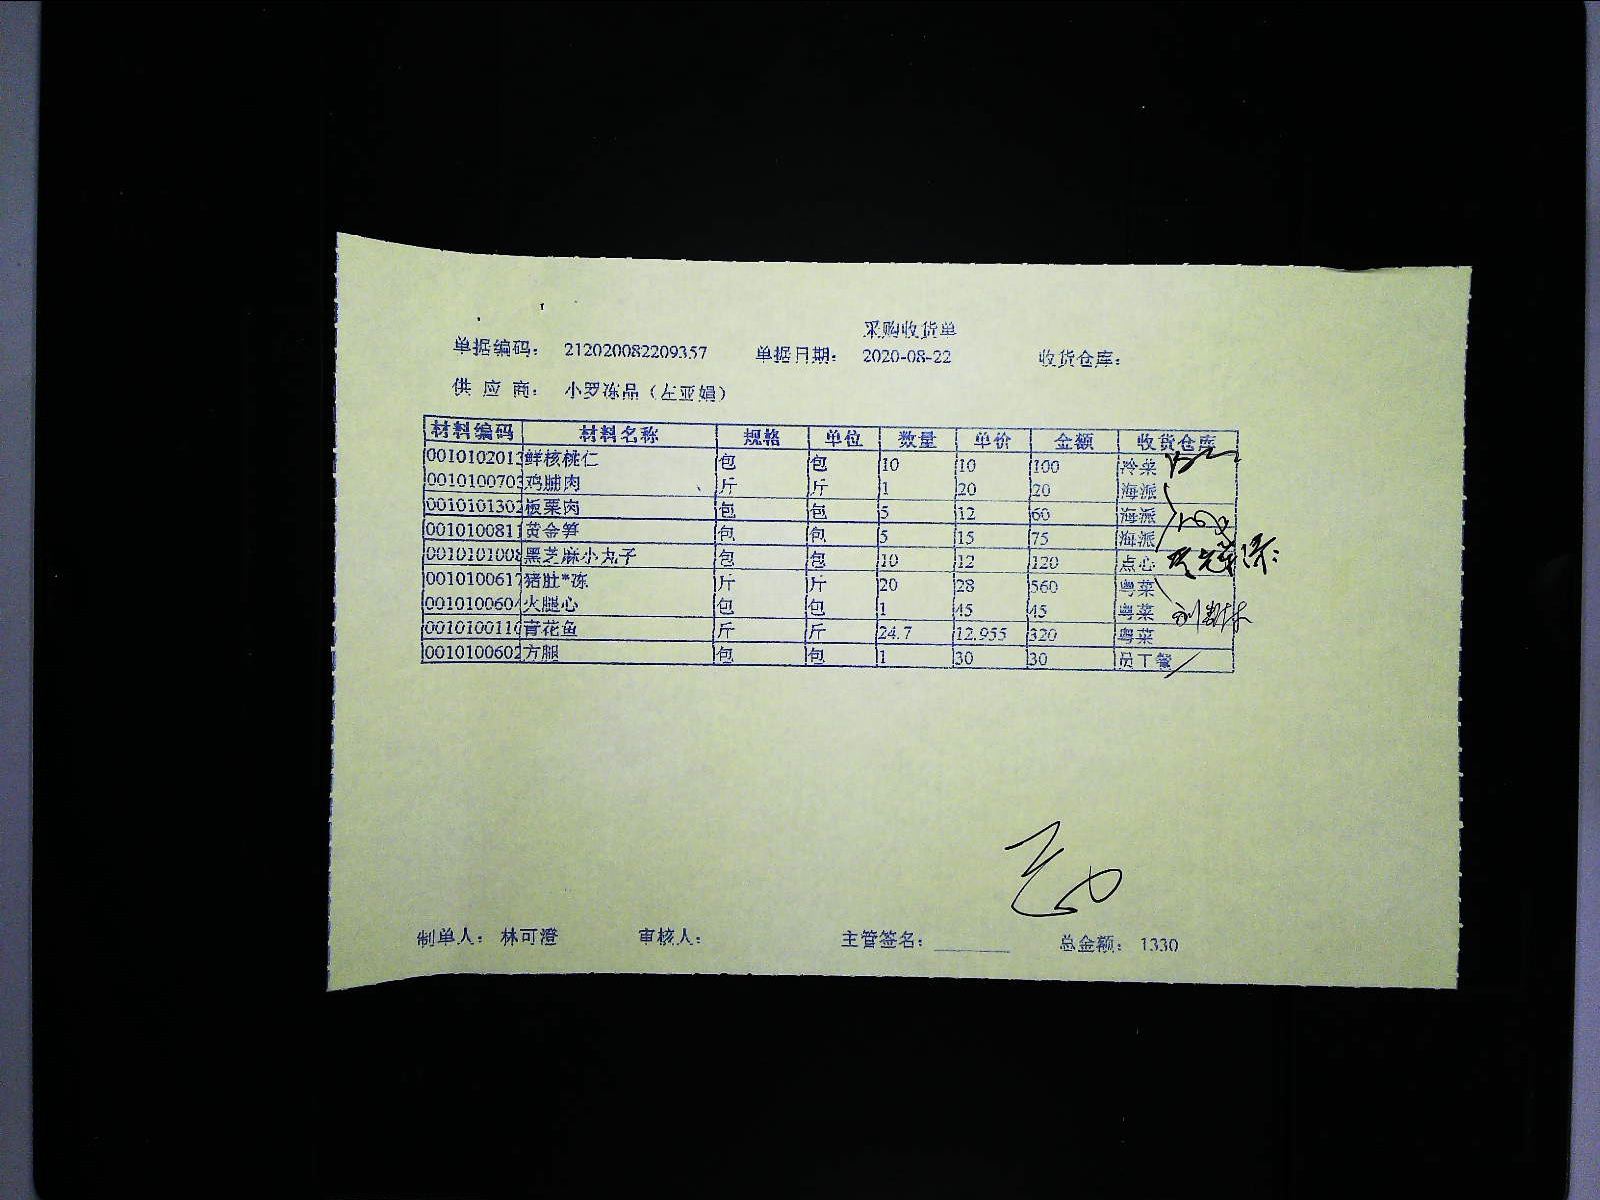 采购收货单
单据编码： 212020082209357 单据日期： 2020-08-22 收货仓库：
供 应 商： 小罗冻品（左亚娟）
材料编码 材料名称 规格 单位 数量 单价 金额 收货仓库
0010102013 鲜核桃仁 包 包 10 10 100 冷菜
0010100703 鸡脯肉 斤 斤 1 20 20 海派
0010101302 板栗肉 包 包 5 12 60 海派
0010100811 黄金笋 包 包 5 15 75 海派
0010101008 黑芝麻小丸子 包 包 10 12 120 点心
0010100617 猪肚*冻 斤 斤 20 28 560 粤菜
001010060 火腿心 包 包 1 45 45 粤菜
001010011 青花鱼 斤 斤 24.7 12.955 320 粤菜
0010100602 方腿 包 包 1 30 30 员工餐
制单人： 林可澄 审核人： 主管签名： 总金额： 1330